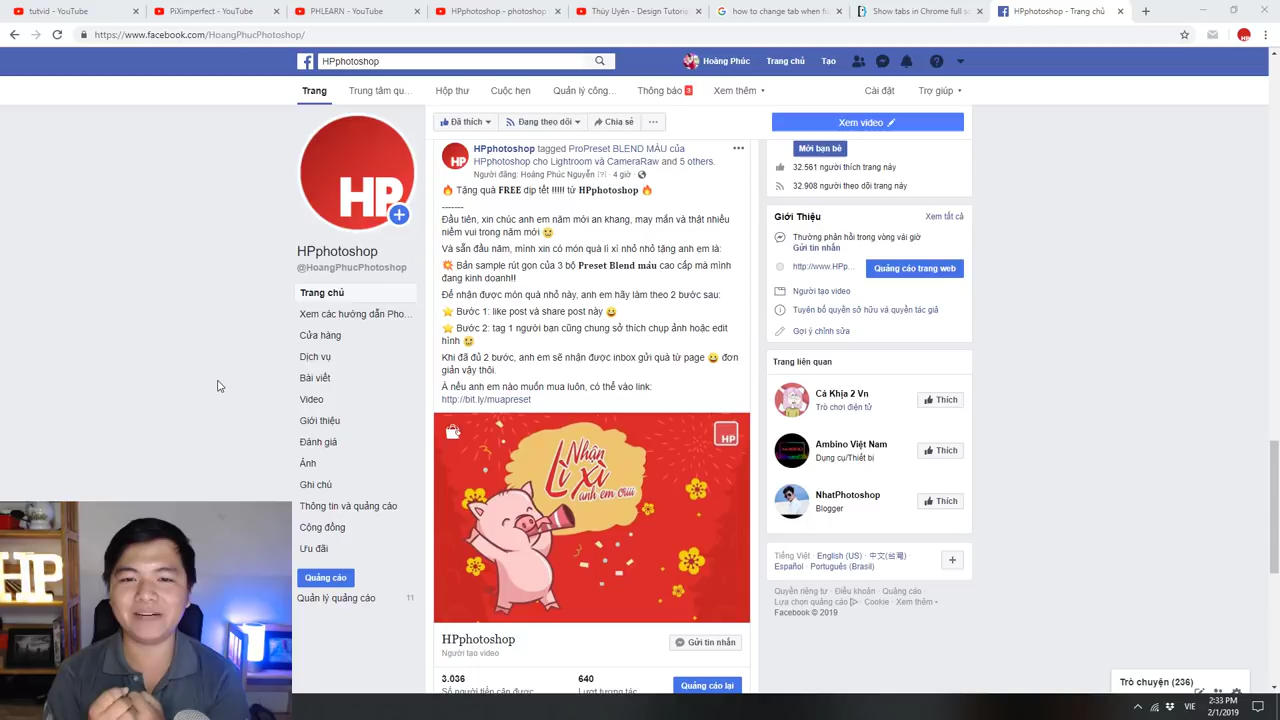 tutvid - YouTube
PiXimperfect - YouTube
PHLEARN - YouTube
HPphotoshop - photoshop
Thùy Uyên - Design Tutori
how to change tab when fu
Show tabs in Chrome full sc
HPphotoshop - Trang chủ
https://www.facebook.com/HoangPhucPhotoshop/
HPphotoshop
Hoàng Phúc
Trang chủ
Tạo
Trang
Trung tâm qu...
Hộp thư
Cuộc hẹn
Quản lý công...
Thông báo 3
Xem thêm
Cài đặt
Trợ giúp
Đã thích
Đang theo dõi
Chia sẻ
Xem video
HP
HPphotoshop
@HoangPhucPhotoshop
Trang chủ
Xem các hướng dẫn Pho...
Cửa hàng
Dịch vụ
Bài viết
Video
Giới thiệu
Đánh giá
Ảnh
Ghi chú
Thông tin và quảng cáo
Cộng đồng
Ưu đãi
Quảng cáo
Quản lý quảng cáo 11
HP
HPphotoshop tagged ProPreset BLEND MÀU của
HPphotoshop cho Lightroom và CameraRaw and 5 others.
Người đăng: Hoàng Phúc Nguyễn [?] · 4 giờ ·
🔥 Tặng quà FREE dịp tết !!!!! từ HPphotoshop 🔥
-------
Đầu tiên, xin chúc anh em năm mới an khang, may mắn và thật nhiều
niềm vui trong năm mới
Và sẵn đầu năm, mình xin có món quà lì xì nhỏ nhỏ tặng anh em là:
💥 Bản sample rút gọn của 3 bộ Preset Blend màu cao cấp mà mình
đang kinh doanh!!
Để nhận được món quà nhỏ này, anh em hãy làm theo 2 bước sau:
⭐ Bước 1: like post và share post này 😀
⭐ Bước 2: tag 1 người bạn cũng chung sở thích chụp ảnh hoặc edit
hình
Khi đã đủ 2 bước, anh em sẽ nhận được inbox gửi quà từ page 😀 đơn
giản vậy thôi.
À nếu anh em nào muốn mua luôn, có thể vào link:
http://bit.ly/muapreset
HP
Nhận
Lì xì
anh em ơiiii
HPphotoshop
Người tạo video
Gửi tin nhắn
3.036
640
Số người tiếp cận được
Lượt tương tác
Quảng cáo lại
Mời bạn bè
32.561 người thích trang này
32.908 người theo dõi trang này
Giới Thiệu
Xem tất cả
Thường phản hồi trong vòng vài giờ
Gửi tin nhắn
http://www.HPp...
Quảng cáo trang web
Người tạo video
Tuyên bố quyền sở hữu và quyền tác giả
Gợi ý chỉnh sửa
Trang liên quan
Cá Khịa 2 Vn
Trò chơi điện tử
Thích
Ambino Việt Nam
Dụng cụ/Thiết bị
Thích
NhatPhotoshop
Blogger
Thích
Tiếng Việt · English (US) · 中文(台灣) ·
Español · Português (Brasil)
Quyền riêng tư · Điều khoản · Quảng cáo ·
Lựa chọn quảng cáo · Cookie · Xem thêm
Facebook © 2019
Trò chuyện (236)
VIE
2:33 PM
2/1/2019
HP